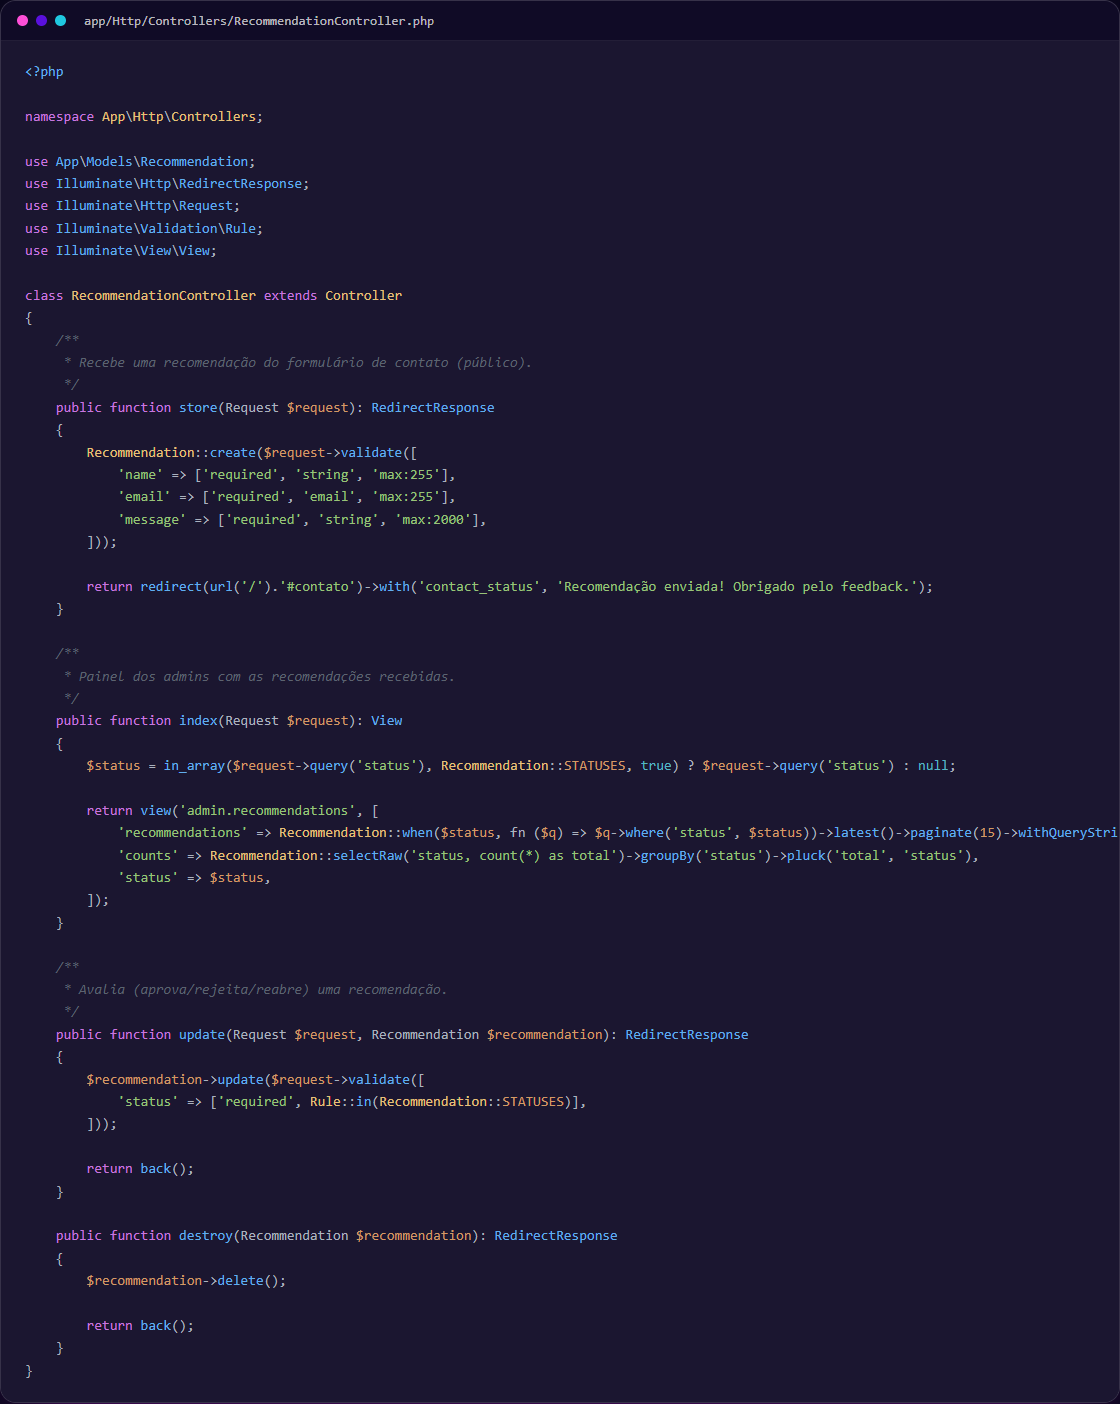 app/Http/Controllers/RecommendationController.php
<?php
namespace App\Http\Controllers;
use App\Models\Recommendation;
use Illuminate\Http\RedirectResponse;
use Illuminate\Http\Request;
use Illuminate\Validation\Rule;
use Illuminate\View\View;
class RecommendationController extends Controller
{
    /**
     * Recebe uma recomendação do formulário de contato (público).
     */
    public function store(Request $request): RedirectResponse
    {
        Recommendation::create($request->validate([
            'name' => ['required', 'string', 'max:255'],
            'email' => ['required', 'email', 'max:255'],
            'message' => ['required', 'string', 'max:2000'],
        ]));
        return redirect(url('/').'#contato')->with('contact_status', 'Recomendação enviada! Obrigado pelo feedback.');
    }
    /**
     * Painel dos admins com as recomendações recebidas.
     */
    public function index(Request $request): View
    {
        $status = in_array($request->query('status'), Recommendation::STATUSES, true) ? $request->query('status') : null;
        return view('admin.recommendations', [
            'recommendations' => Recommendation::when($status, fn ($q) => $q->where('status', $status))->latest()->paginate(15)->withQueryStri
            'counts' => Recommendation::selectRaw('status, count(*) as total')->groupBy('status')->pluck('total', 'status'),
            'status' => $status,
        ]);
    }
    /**
     * Avalia (aprova/rejeita/reabre) uma recomendação.
     */
    public function update(Request $request, Recommendation $recommendation): RedirectResponse
    {
        $recommendation->update($request->validate([
            'status' => ['required', Rule::in(Recommendation::STATUSES)],
        ]));
        return back();
    }
    public function destroy(Recommendation $recommendation): RedirectResponse
    {
        $recommendation->delete();
        return back();
    }
}